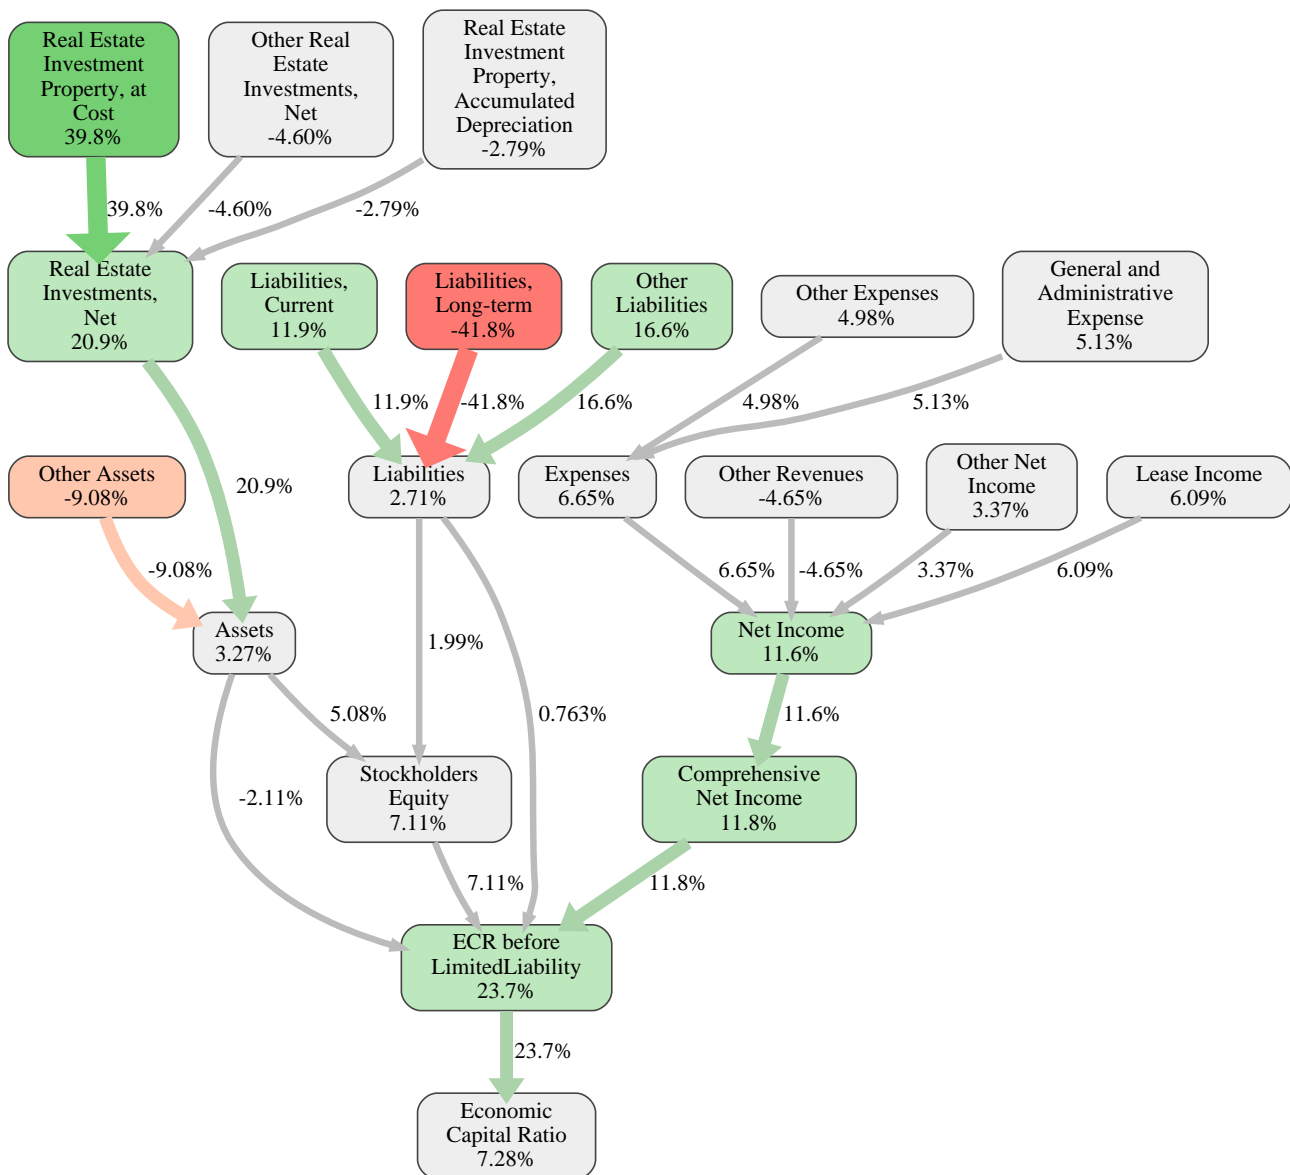 Real Estate
Investment
Property, at
Cost
39.8%
Other Real
Estate
Investments,
Net
-4.60%
Real Estate
Investment
Property,
Accumulated
Depreciation
-2.79%
39.8%
-4.60%
-2.79%
Real Estate
Investments,
Net
20.9%
Liabilities,
Current
11.9%
Liabilities,
Long-term
-41.8%
Other
Liabilities
16.6%
Other Expenses
4.98%
General and
Administrative
Expense
5.13%
11.9%
-41.8%
16.6%
4.98%
5.13%
Other Assets
-9.08%
20.9%
Liabilities
2.71%
Expenses
6.65%
Other Revenues
-4.65%
Other Net
Income
3.37%
Lease Income
6.09%
-9.08%
6.65%
-4.65%
3.37%
6.09%
Assets
3.27%
1.99%
Net Income
11.6%
5.08%
0.763%
11.6%
-2.11%
Stockholders
Equity
7.11%
Comprehensive
Net Income
11.8%
7.11%
11.8%
ECR before
LimitedLiability
23.7%
23.7%
Economic
Capital Ratio
7.28%